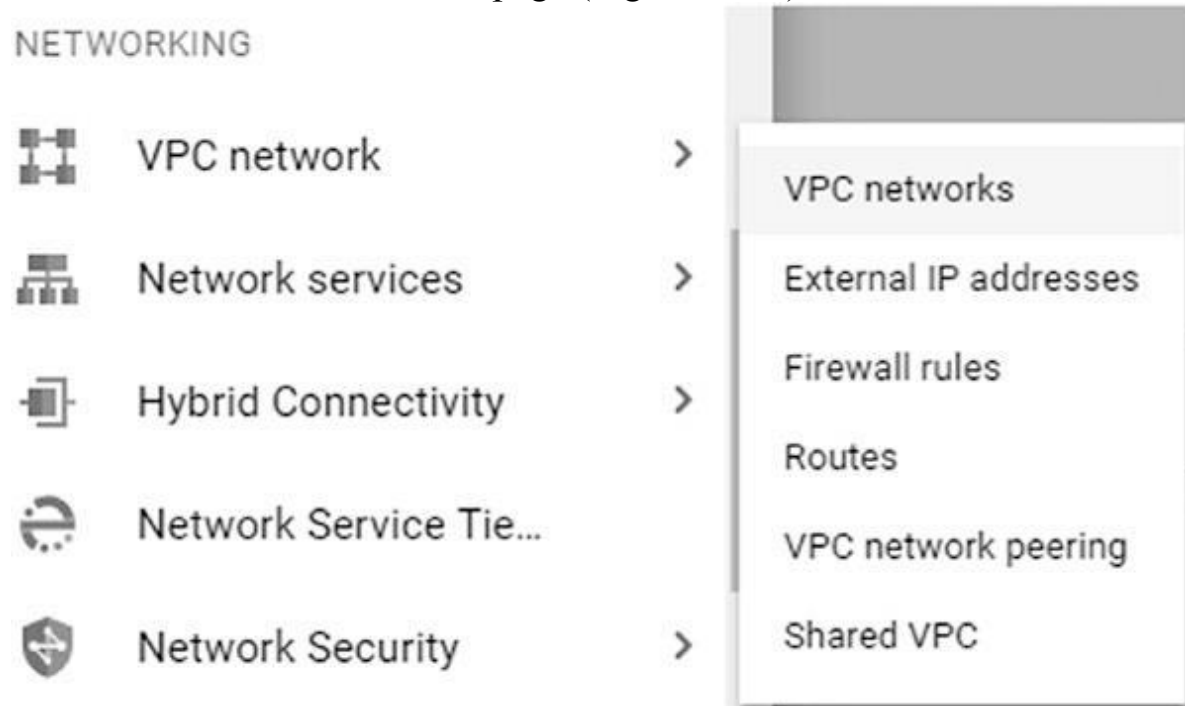 NETWORKING
VPC network
Network services
Hybrid Connectivity
Network Service Tie...
Network Security
VPC networks
External IP addresses
Firewall rules
Routes
VPC network peering
Shared VPC